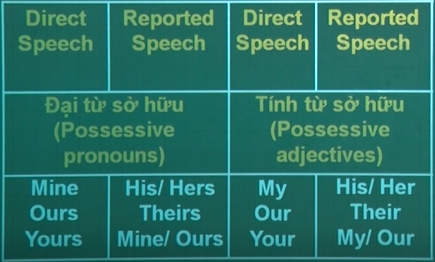 Direct Speech
Reported Speech
Direct Speech
Reported Speech
Đại từ sở hữu
(Possessive
pronouns)
Tính từ sở hữu
(Possessive
adjectives)
Mine
Ours
Yours
His/ Hers
Theirs
Mine/ Ours
My
Our
Your
His/ Her
Their
My/ Our